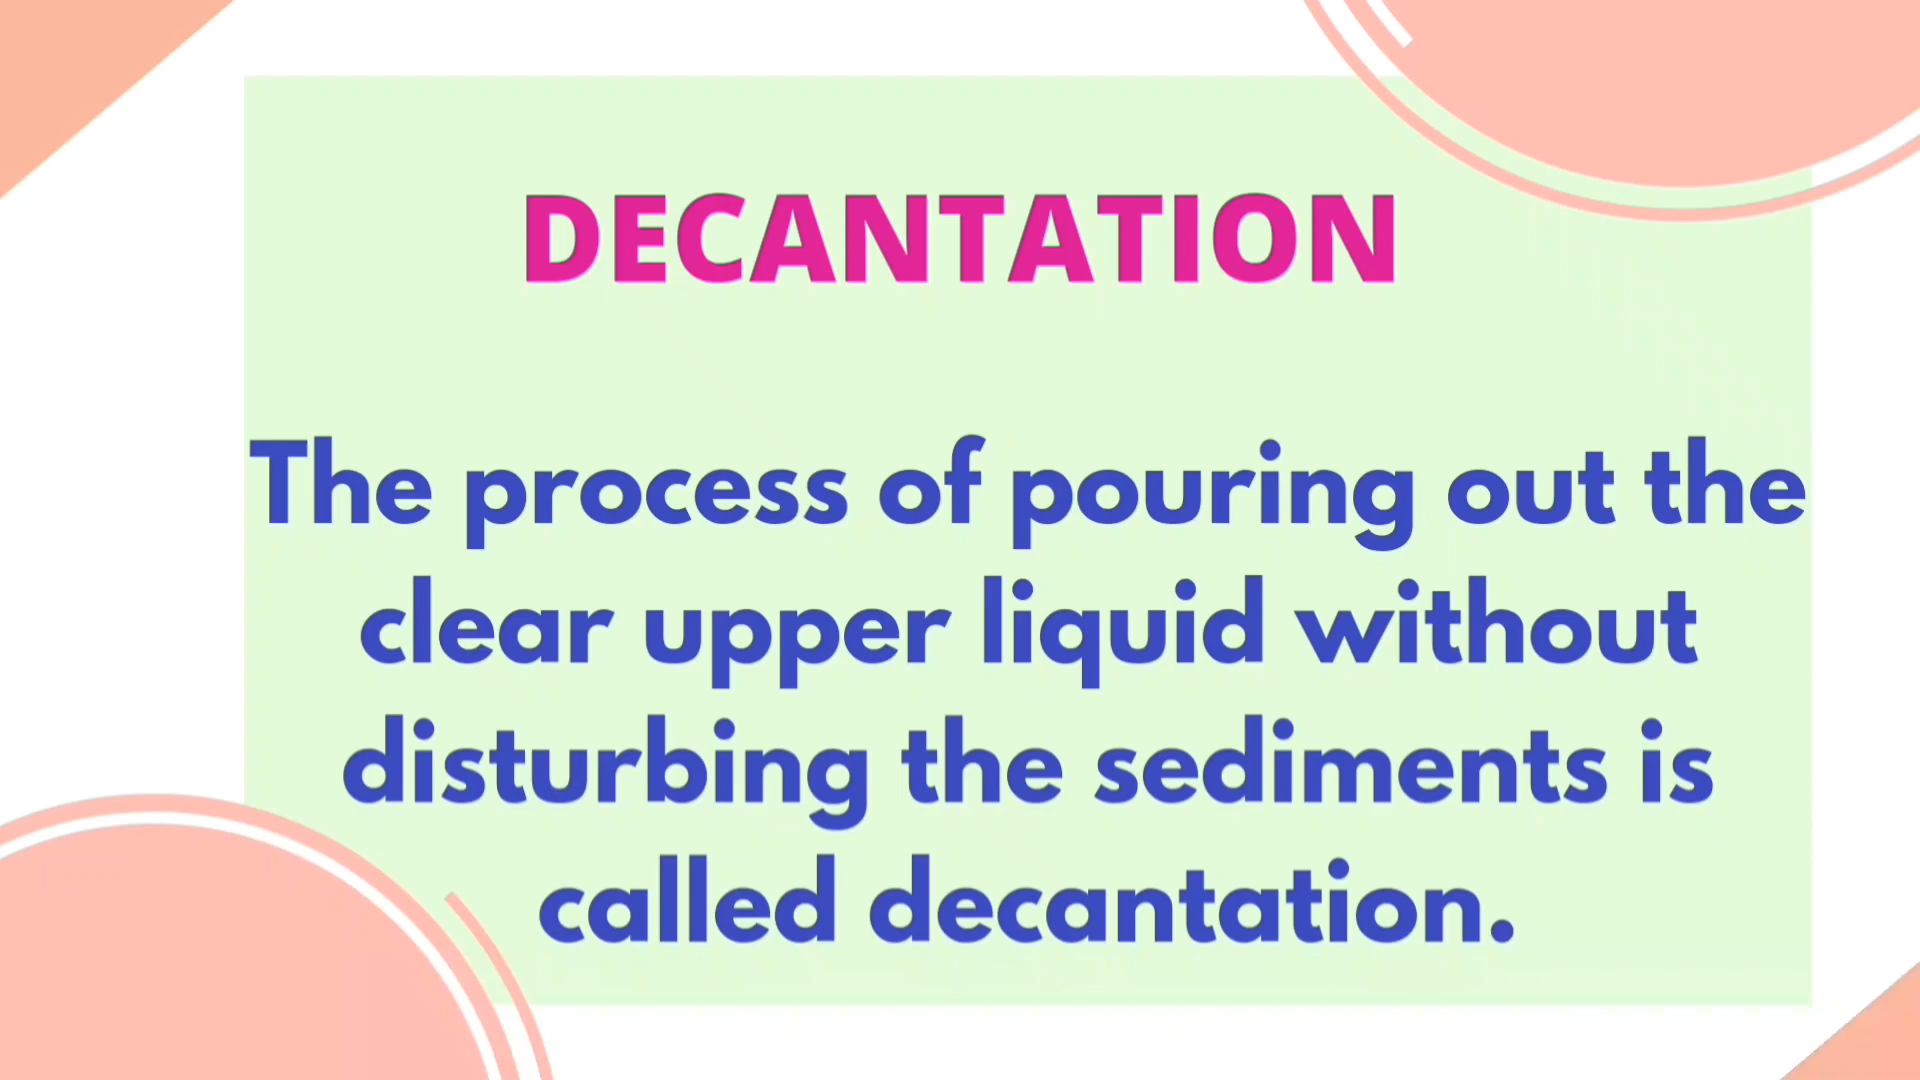 DECANTATION
The process of pouring out the
clear upper liquid without
disturbing the sediments is
called decantation.